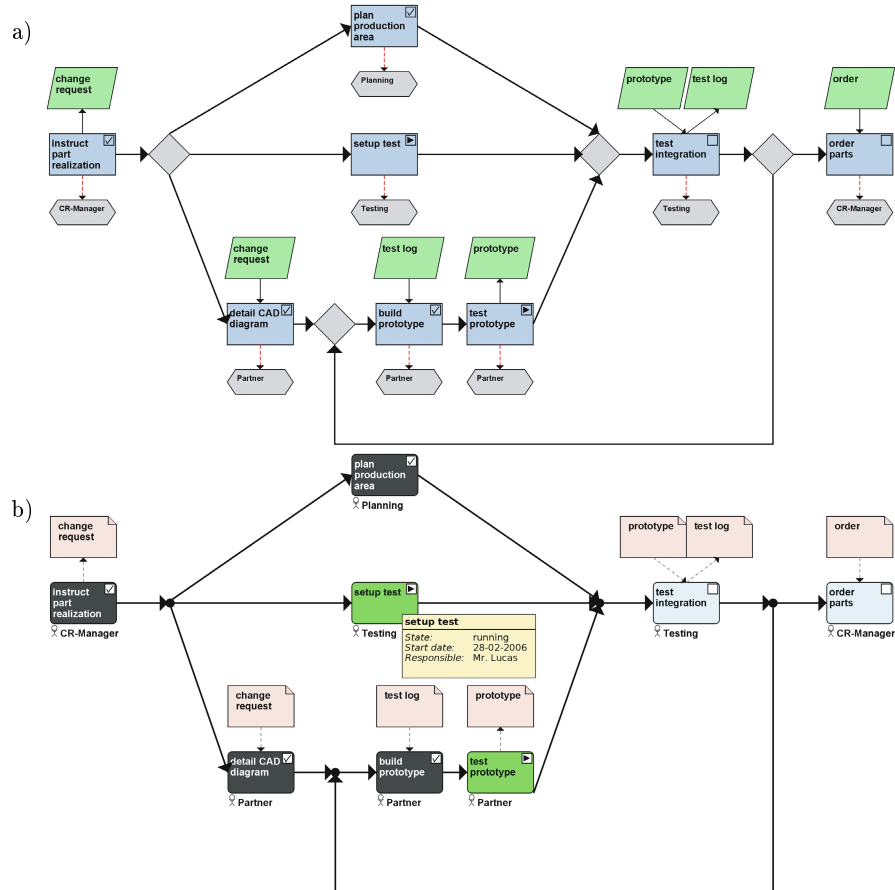 a)
plan
production
area
Planning
change
request
prototype
test log
order
instruct
part
realization
setup test
test
integration
order
parts
CR-Manager
Testing
Testing
CR-Manager
change
request
test log
prototype
detail CAD
diagram
build
prototype
test
prototype
Partner
Partner
Partner
b)
plan
production
area
Planning
change
request
prototype
test log
order
instruct
part
realization
setup test
test
integration
order
parts
CR-Manager
Testing
Testing
CR-Manager
setup test
State: running
Start date: 28-02-2006
Responsible: Mr. Lucas
change
request
test log
prototype
detail CAD
diagram
build
prototype
test
prototype
Partner
Partner
Partner